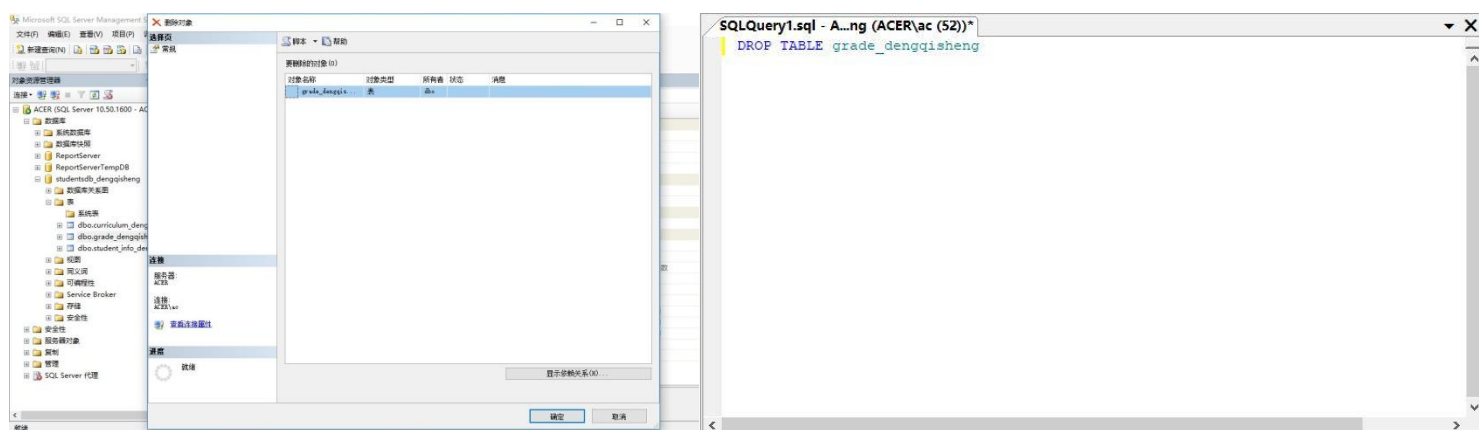 Microsoft SQL Server Management S
文件(F) 编辑(E) 查看(V) 项目(P)
新建查询(N)
对象资源管理器
连接
ACER (SQL Server 10.50.1600 - AC
数据库
系统数据库
数据库快照
ReportServer
ReportServerTempDB
studentsdb_dengqisheng
数据库关系图
表
系统表
dbo.curriculum_deng
dbo.grade_dengqish
dbo.student_info_de
视图
同义词
可编程性
Service Broker
存储
安全性
安全性
服务器对象
复制
管理
SQL Server 代理
就绪
删除对象
选择页
常规
连接
服务器:
ACER
连接:
ACER\ac
查看连接属性
进度
就绪
脚本 帮助
要删除的对象(O)
对象名称 对象类型 所有者 状态 消息
grade_dengqis... 表 dbo
显示依赖关系(H)...
确定 取消
SQLQuery1.sql - A...ng (ACER\ac (52))*
DROP TABLE grade_dengqisheng